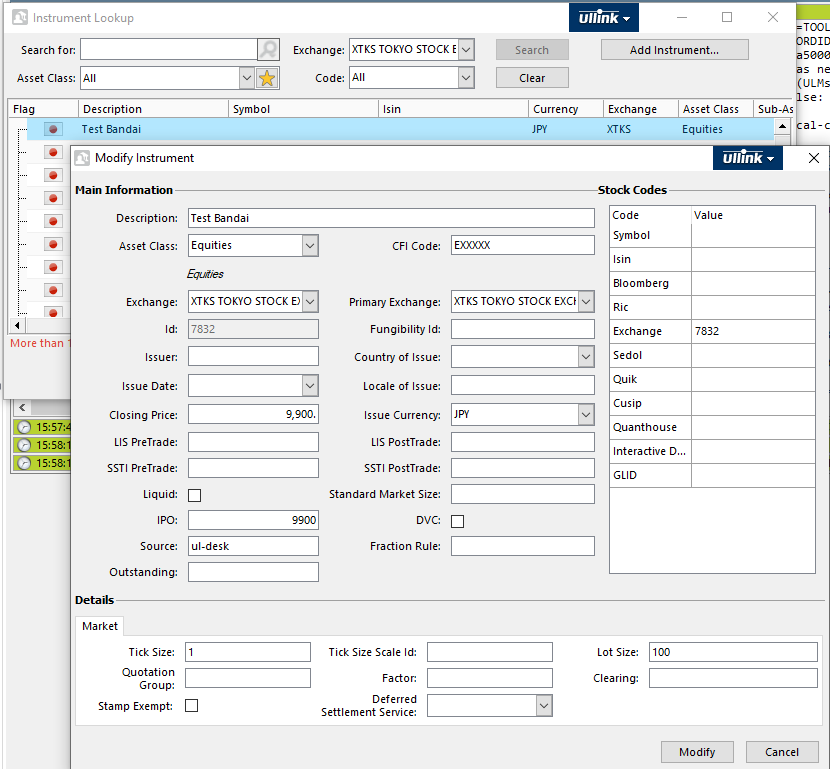 Instrument Lookup
ullink
Search for:
Exchange: XTKS TOKYO STOCK E
Search
Add Instrument...
Asset Class: All
Code: All
Clear
Flag Description Symbol Isin Currency Exchange Asset Class Sub-As
Test Bandai JPY XTKS Equities
=TOOL
ORDID
a5000
as ne
(ULMs
lse:
cal-c
More than 1
15:57:4
15:58:1
15:58:1
Modify Instrument
ullink
Main Information
Description: Test Bandai
Asset Class: Equities
CFI Code: EXXXXX
Equities
Exchange: XTKS TOKYO STOCK EX
Primary Exchange: XTKS TOKYO STOCK EXCH
Id: 7832
Fungibility Id:
Issuer:
Country of Issue:
Issue Date:
Locale of Issue:
Closing Price: 9,900.
Issue Currency: JPY
LIS PreTrade:
LIS PostTrade:
SSTI PreTrade:
SSTI PostTrade:
Liquid:
Standard Market Size:
IPO: 9900
DVC:
Source: ul-desk
Fraction Rule:
Outstanding:
Stock Codes
Code Value
Symbol
Isin
Bloomberg
Ric
Exchange 7832
Sedol
Quik
Cusip
Quanthouse
Interactive D...
GLID
Details
Market
Tick Size: 1
Tick Size Scale Id:
Lot Size: 100
Quotation
Group:
Factor:
Clearing:
Stamp Exempt:
Deferred
Settlement Service:
Modify
Cancel